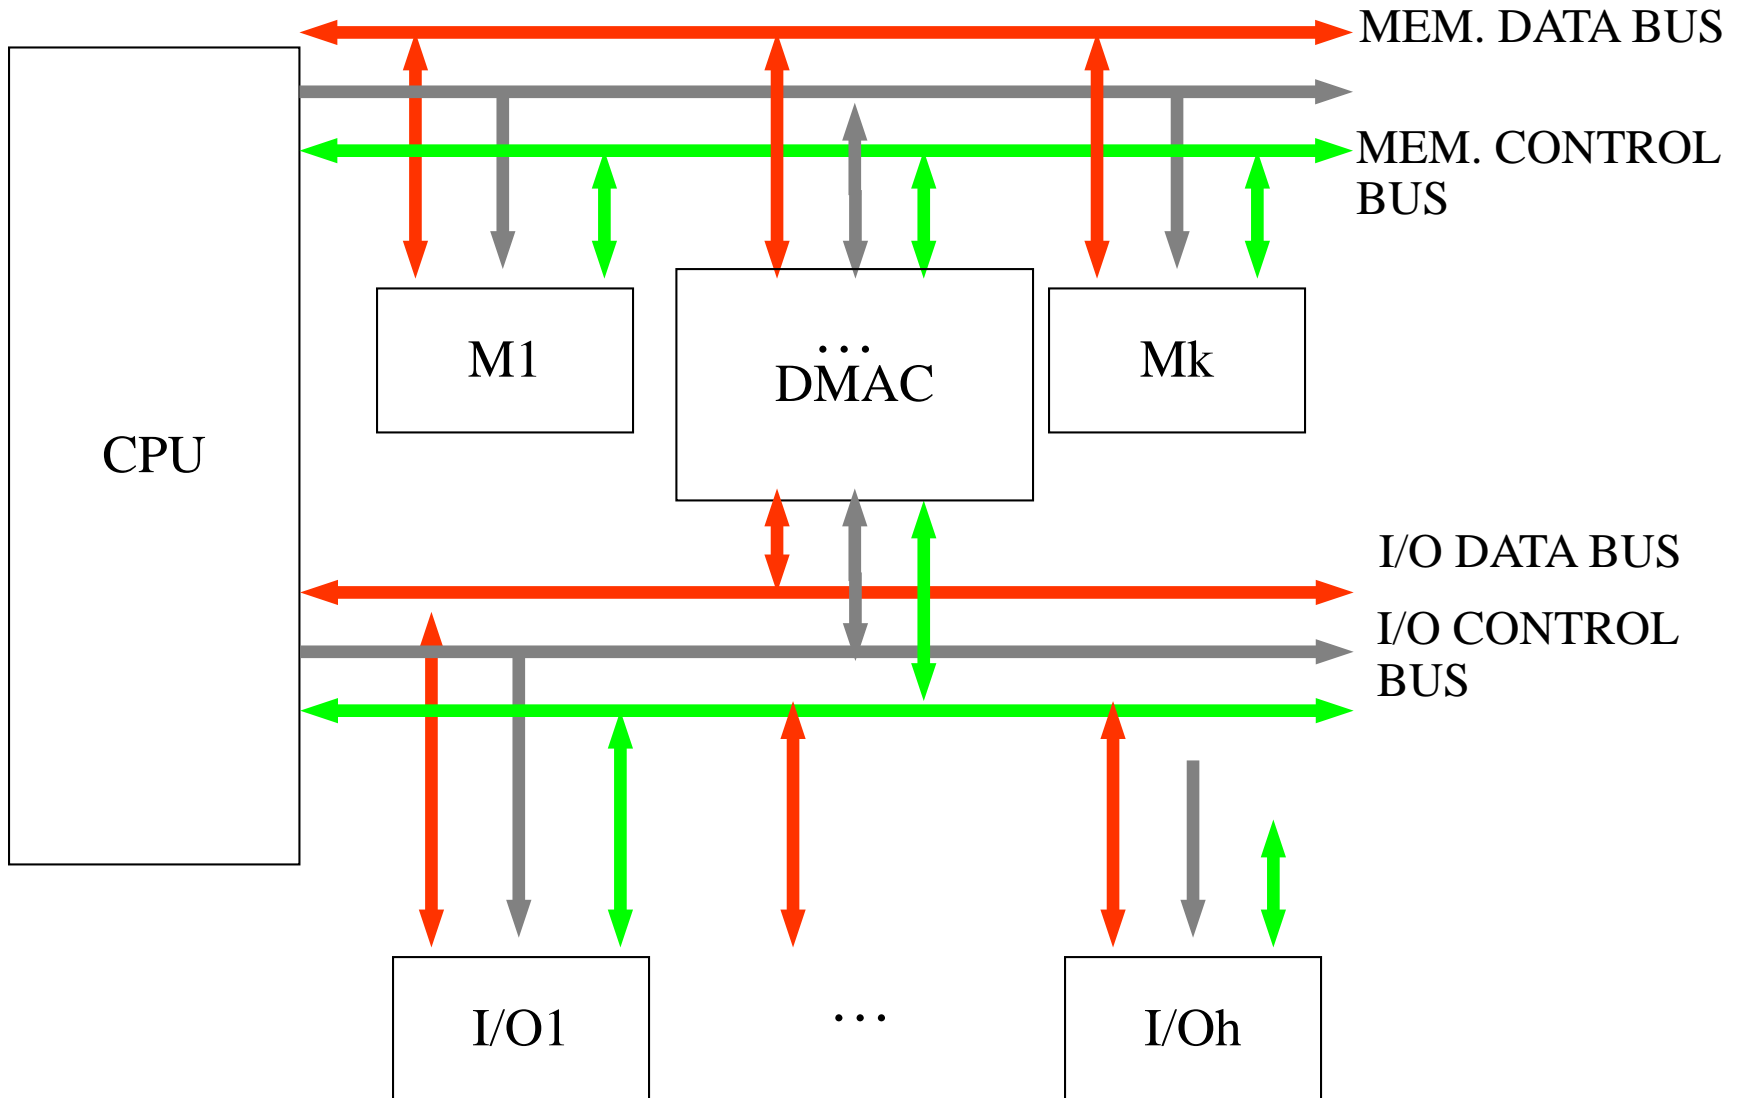 MEM. DATA BUS
MEM. CONTROL
BUS
M1
…
DMAC
Mk
CPU
I/O DATA BUS
I/O CONTROL
BUS
I/O1
…
I/Oh